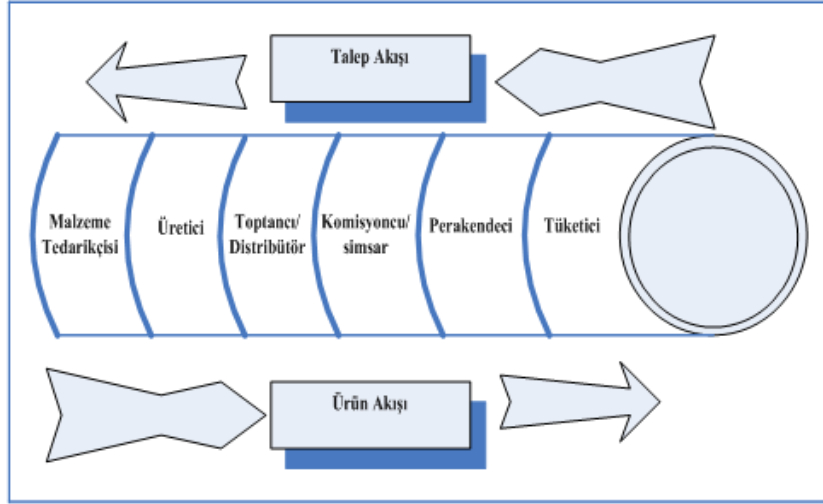 Talep Akışı
Malzeme
Tedarikçisi
Üretici
Toptancı/
Distribütör
Komisyoncu/
simsar
Perakendeci
Tüketici
Ürün Akışı